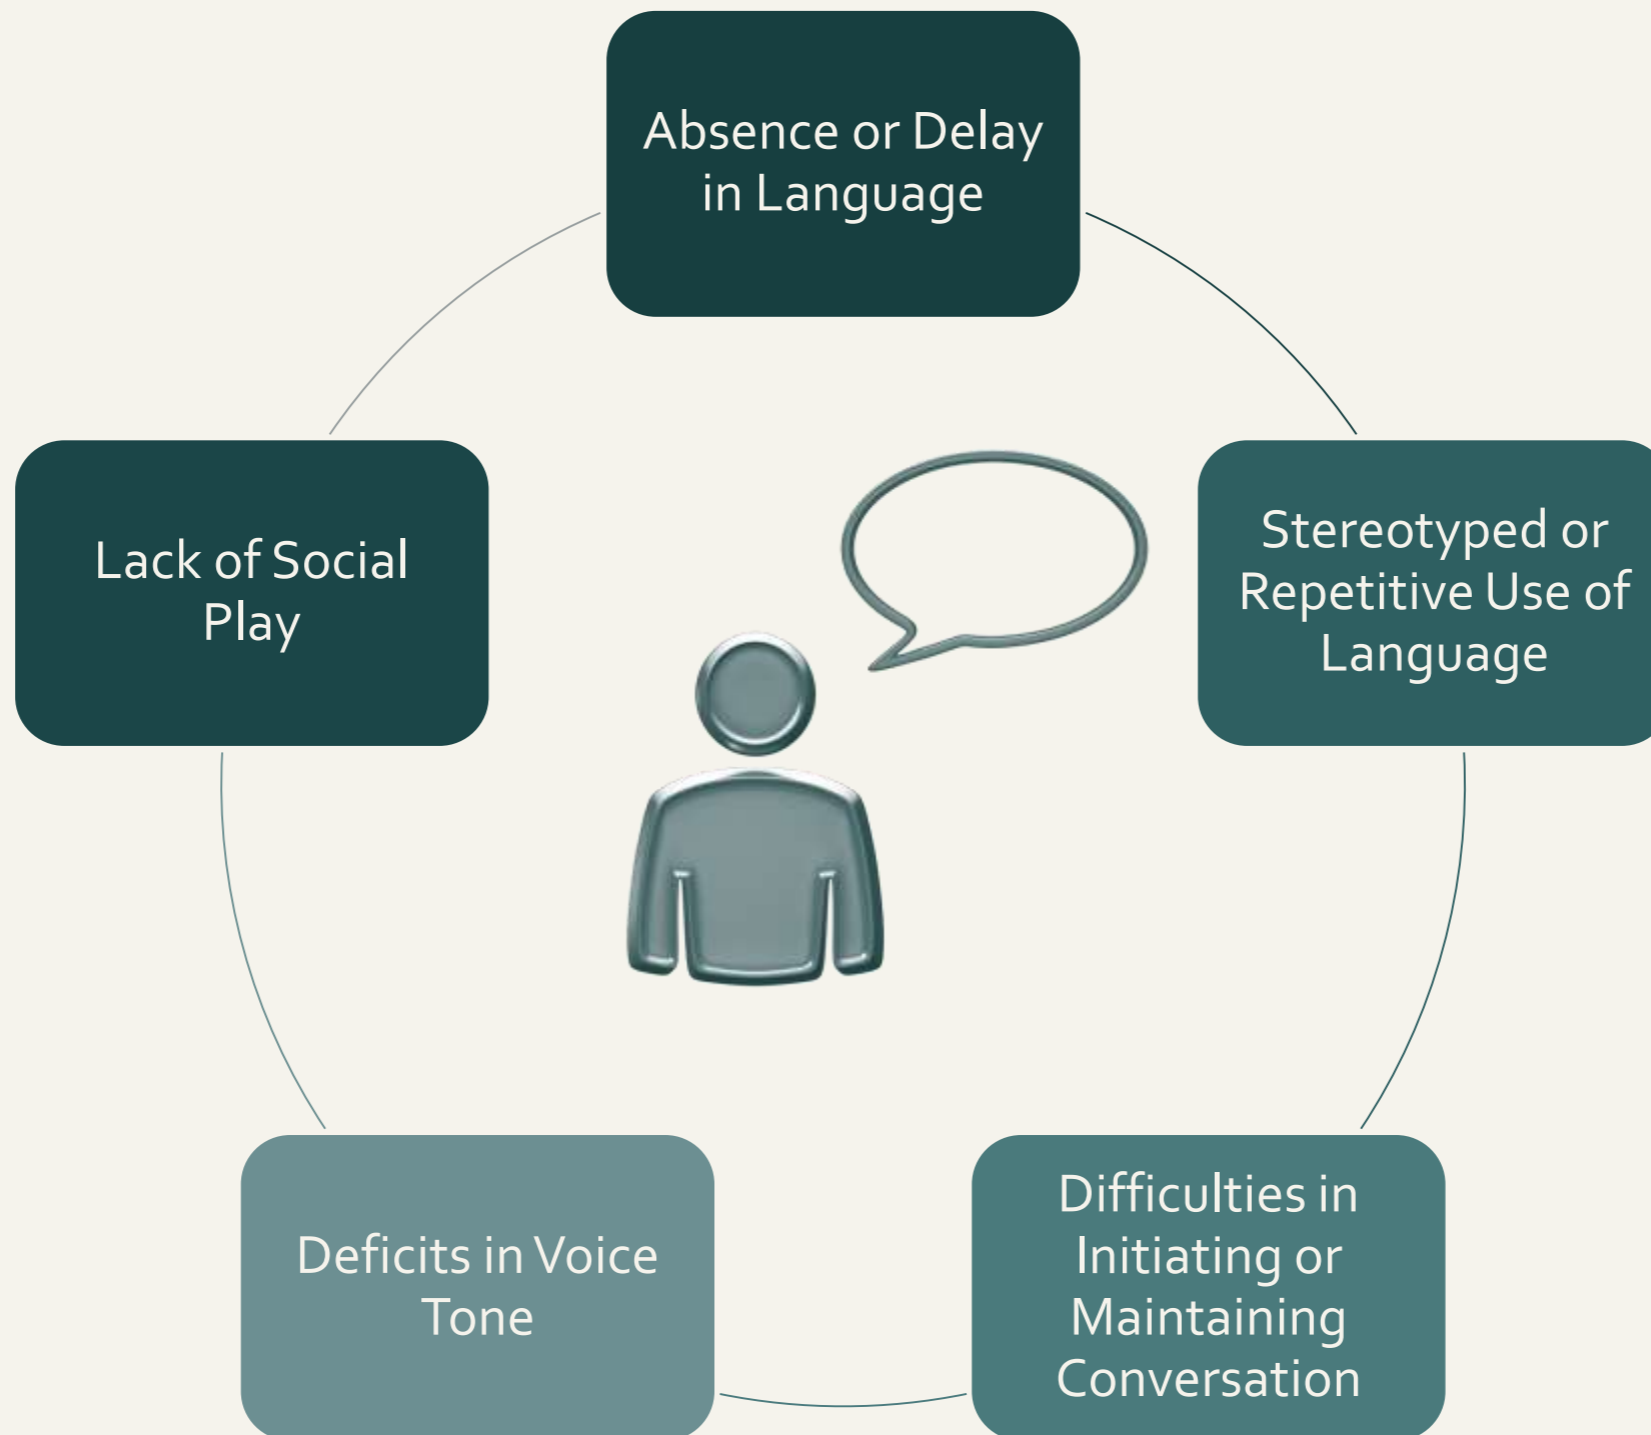 Absence or Delay
in Language
Stereotyped or
Repetitive Use of
Language
Difficulties in
Initiating or
Maintaining
Conversation
Deficits in Voice
Tone
Lack of Social
Play